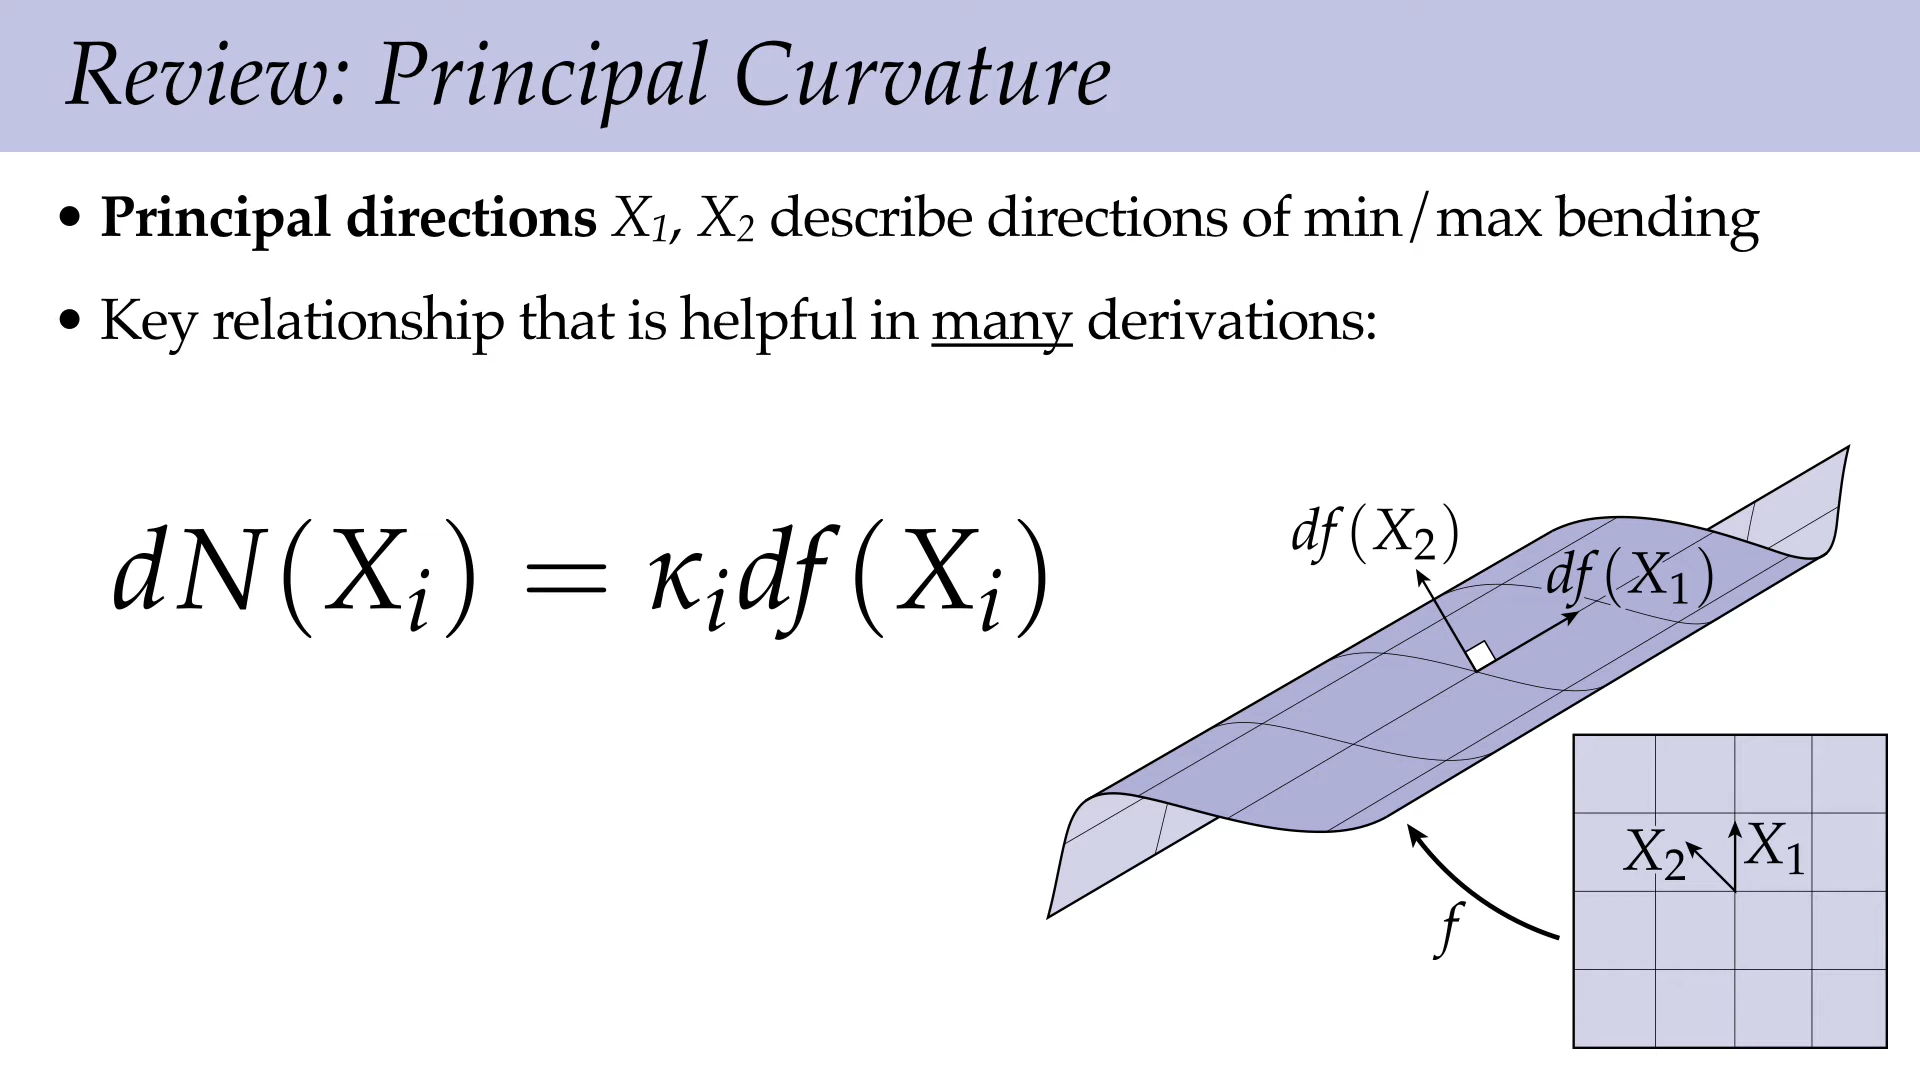 Review: Principal Curvature
• Principal directions X₁, X₂ describe directions of min/max bending
• Key relationship that is helpful in many derivations:
dN(Xᵢ) = κᵢdf(Xᵢ)
df(X₂)
df(X₁)
X₂
X₁
f